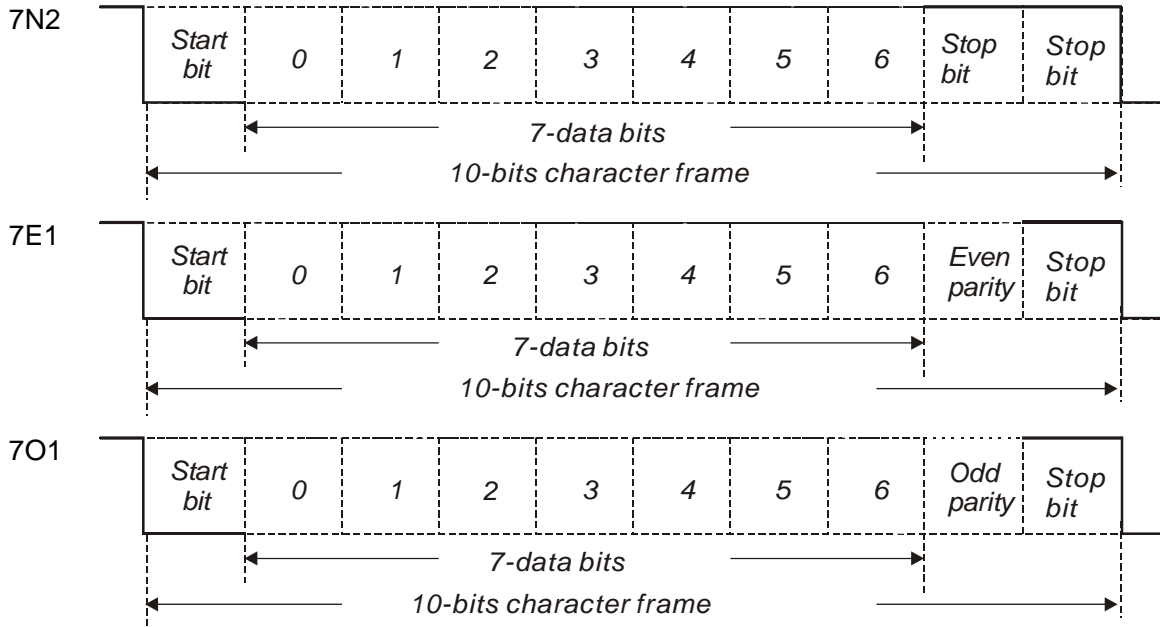 7N2
Start bit 0 1 2 3 4 5 6 Stop bit Stop bit
7-data bits
10-bits character frame
7E1
Start bit 0 1 2 3 4 5 6 Even parity Stop bit
7-data bits
10-bits character frame
7O1
Start bit 0 1 2 3 4 5 6 Odd parity Stop bit
7-data bits
10-bits character frame